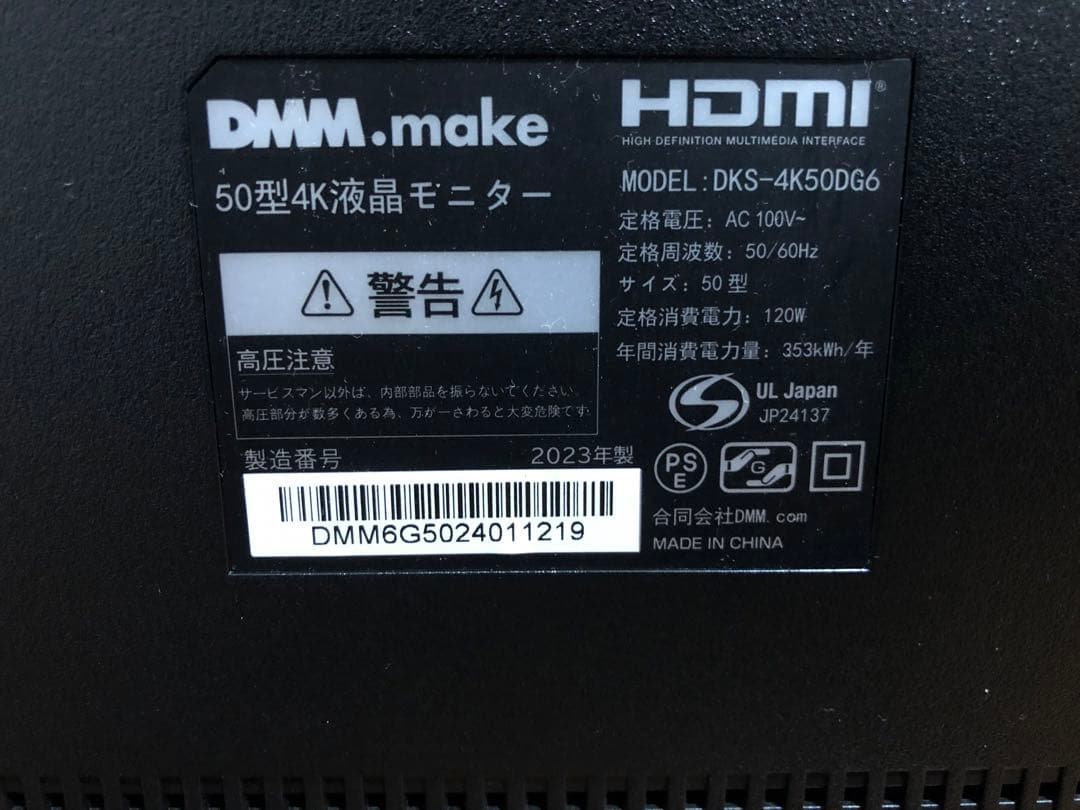 DMM.make
50型4K液晶モニター
警告
高圧注意
サービスマン以外は、内部部品を振らないでください。
高圧部分が数多くある為、万が一さわると大変危険です
製造番号
2023年製
DMM6G5024011219
HDMI®
HIGH-DEFINITION MULTIMEDIA INTERFACE
MODEL:DKS-4K50DG6
定格電圧: AC 100V~
定格周波数: 50/60Hz
サイズ: 50 型
定格消費電力: 120W
年間消費電力量: 353kWh/年
S
UL Japan
JP24137
PS
E
G
合同会社DMM.com
MADE IN CHINA